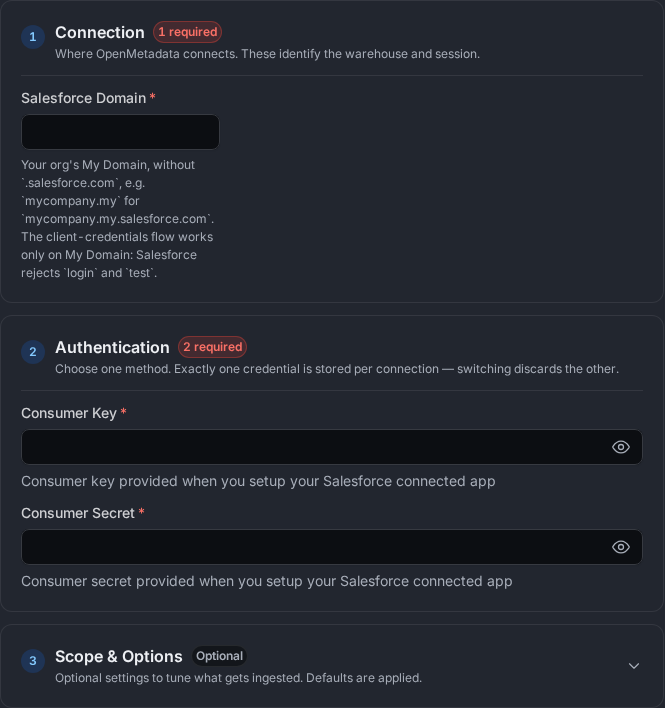 1
Connection
1 required
Where OpenMetadata connects. These identify the warehouse and session.
Salesforce Domain *
Your org's My Domain, without
`.salesforce.com`, e.g.
`mycompany.my` for
`mycompany.my.salesforce.com`.
The client-credentials flow works
only on My Domain: Salesforce
rejects `login` and `test`.
2
Authentication
2 required
Choose one method. Exactly one credential is stored per connection — switching discards the other.
Consumer Key *
Consumer key provided when you setup your Salesforce connected app
Consumer Secret *
Consumer secret provided when you setup your Salesforce connected app
3
Scope & Options
Optional
Optional settings to tune what gets ingested. Defaults are applied.